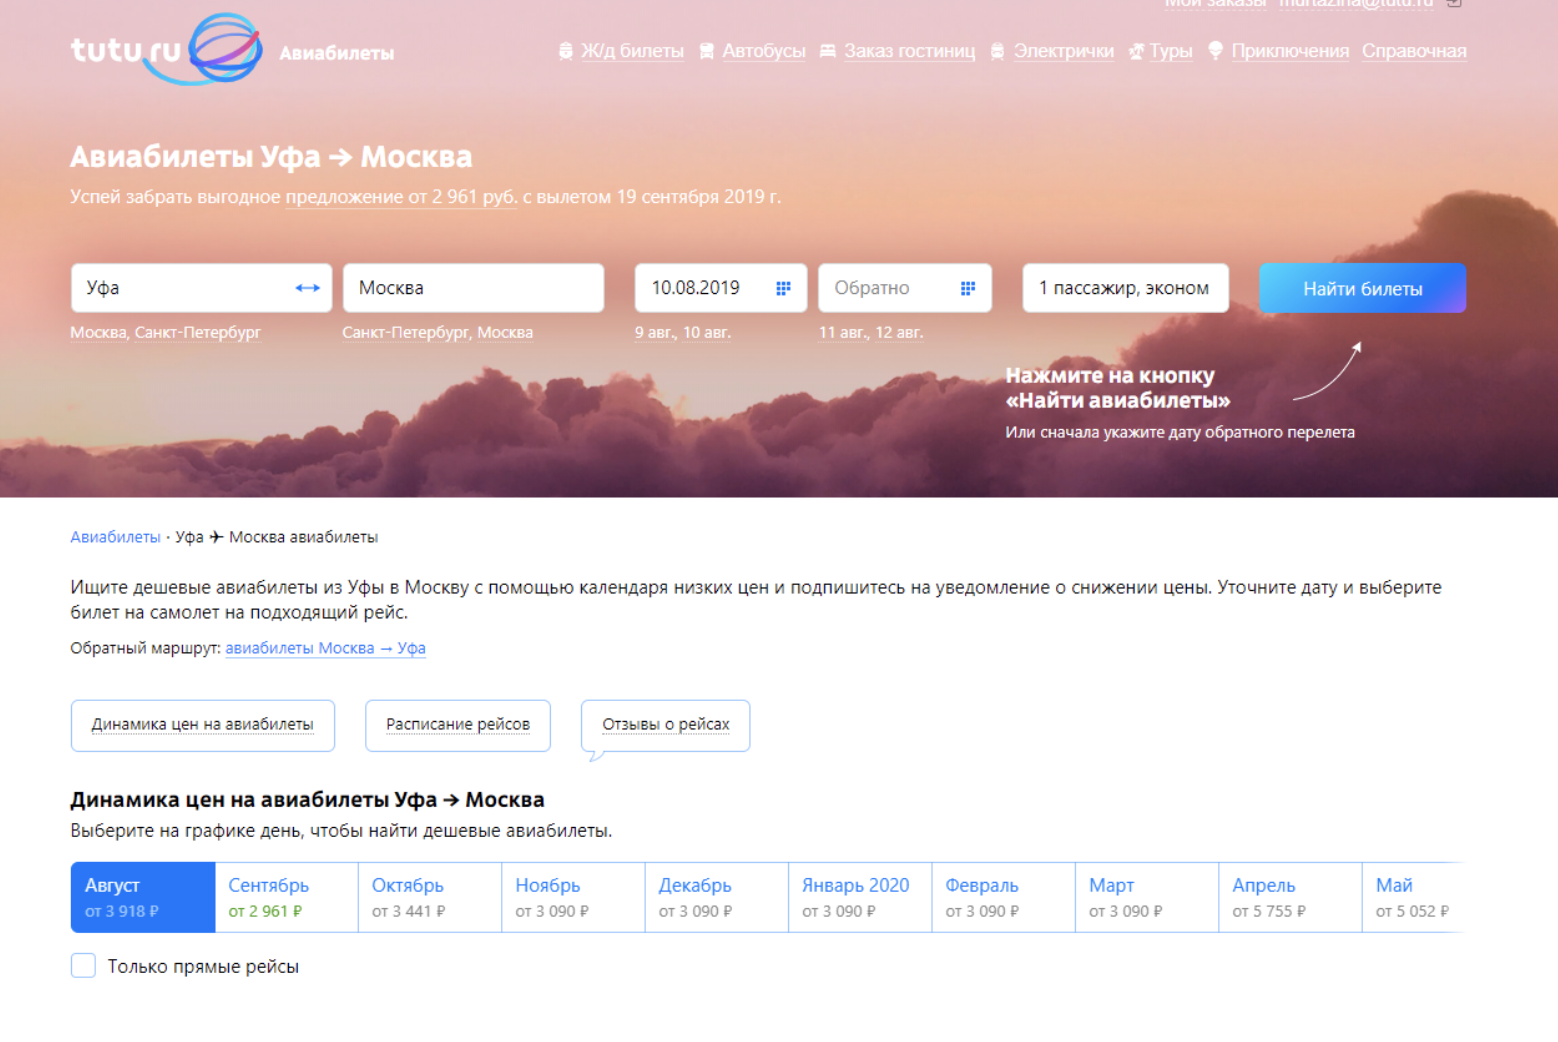 Мои заказы murtazina@tutu.ru
tutu.ru Авиабилеты Ж/д билеты Автобусы Заказ гостиниц Электрички Туры Приключения Справочная
Авиабилеты Уфа → Москва
Успей забрать выгодное предложение от 2 961 руб. с вылетом 19 сентября 2019 г.
Уфа Москва 10.08.2019 Обратно 1 пассажир, эконом Найти билеты
Москва, Санкт-Петербург Санкт-Петербург, Москва 9 авг., 10 авг. 11 авг., 12 авг.
Нажмите на кнопку
«Найти авиабилеты»
Или сначала укажите дату обратного перелета
Авиабилеты · Уфа ✈ Москва авиабилеты
Ищите дешевые авиабилеты из Уфы в Москву с помощью календаря низких цен и подпишитесь на уведомление о снижении цены. Уточните дату и выберите
билет на самолет на подходящий рейс.
Обратный маршрут: авиабилеты Москва → Уфа
Динамика цен на авиабилеты Расписание рейсов Отзывы о рейсах
Динамика цен на авиабилеты Уфа → Москва
Выберите на графике день, чтобы найти дешевые авиабилеты.
Август Сентябрь Октябрь Ноябрь Декабрь Январь 2020 Февраль Март Апрель Май
от 3 918 ₽ от 2 961 ₽ от 3 441 ₽ от 3 090 ₽ от 3 090 ₽ от 3 090 ₽ от 3 090 ₽ от 3 090 ₽ от 5 755 ₽ от 5 052 ₽
Только прямые рейсы